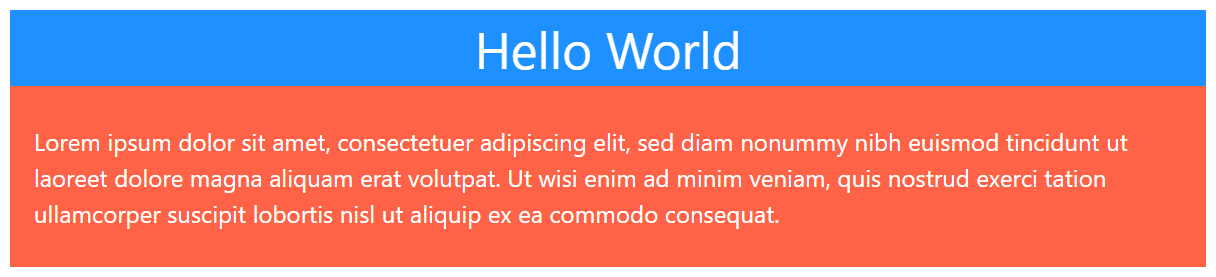 Hello World
Lorem ipsum dolor sit amet, consectetuer adipiscing elit, sed diam nonummy nibh euismod tincidunt ut
laoreet dolore magna aliquam erat volutpat. Ut wisi enim ad minim veniam, quis nostrud exerci tation
ullamcorper suscipit lobortis nisl ut aliquip ex ea commodo consequat.